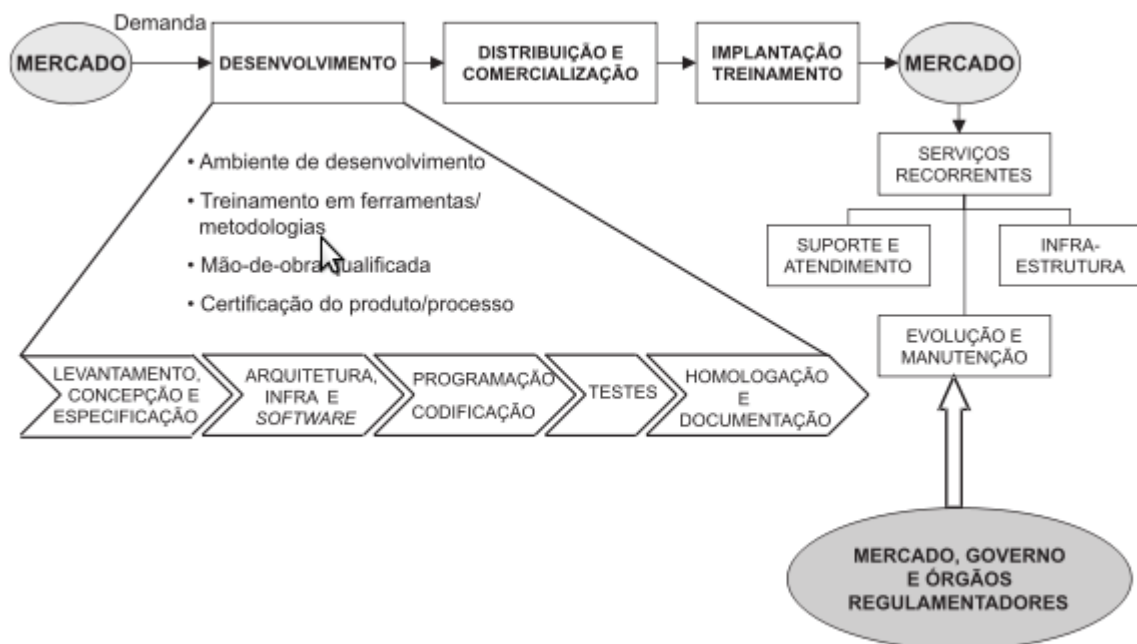 Demanda
MERCADO
DESENVOLVIMENTO
DISTRIBUIÇÃO E
COMERCIALIZAÇÃO
IMPLANTAÇÃO
TREINAMENTO
MERCADO
• Ambiente de desenvolvimento
• Treinamento em ferramentas/
metodologias
• Mão-de-obra qualificada
• Certificação do produto/processo
SERVIÇOS
RECORRENTES
SUPORTE E
ATENDIMENTO
INFRA-
ESTRUTURA
EVOLUÇÃO E
MANUTENÇÃO
LEVANTAMENTO,
CONCEPÇÃO E
ESPECIFICAÇÃO
ARQUITETURA,
INFRA E
SOFTWARE
PROGRAMAÇÃO
CODIFICAÇÃO
TESTES
HOMOLOGAÇÃO
E
DOCUMENTAÇÃO
MERCADO, GOVERNO
E ÓRGÃOS
REGULAMENTADORES